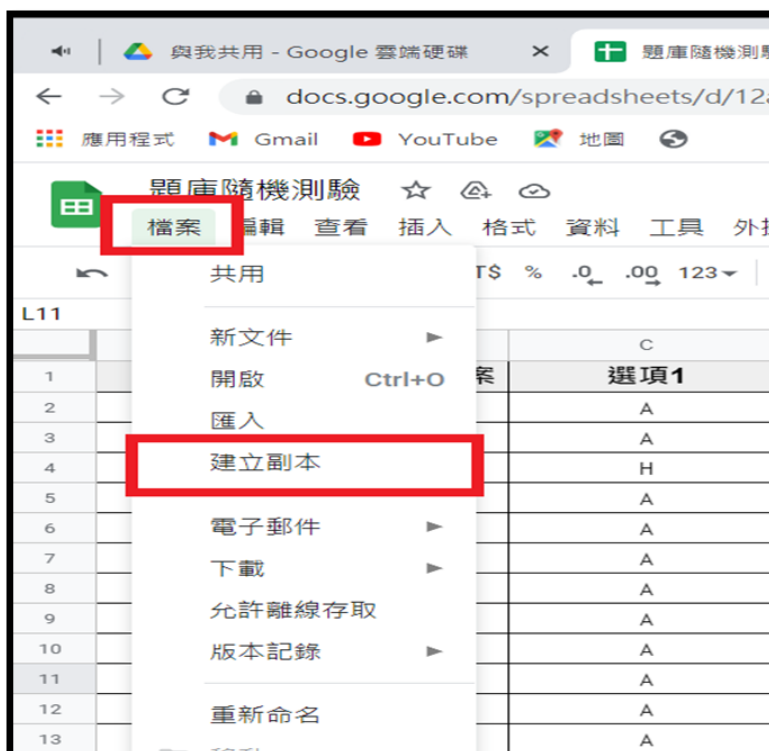 與我共用 - Google 雲端硬碟
題庫隨機測驗
docs.google.com/spreadsheets/d/12
應用程式 Gmail YouTube 地圖
題庫隨機測驗
檔案 編輯 查看 插入 格式 資料 工具
共用 % .0 .00 123
L11
新文件
C
1 案 選項1
開啟 Ctrl+O
2 A
匯入
3 A
4 建立副本 H
5 A
6 電子郵件 A
7 下載 A
8 A
9 允許離線存取 A
10 版本記錄 A
11 A
12 重新命名 A
13 A